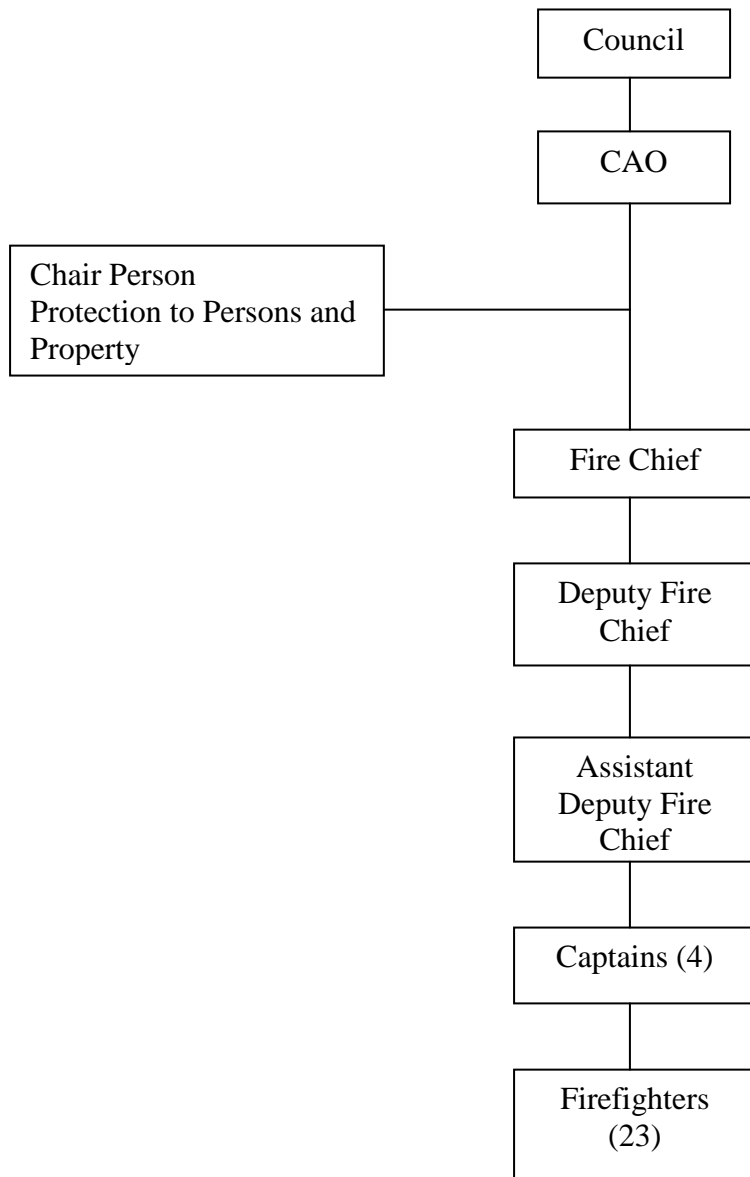 Council
CAO
Chair Person
Protection to Persons and
Property
Fire Chief
Deputy Fire
Chief
Assistant
Deputy Fire
Chief
Captains (4)
Firefighters
(23)